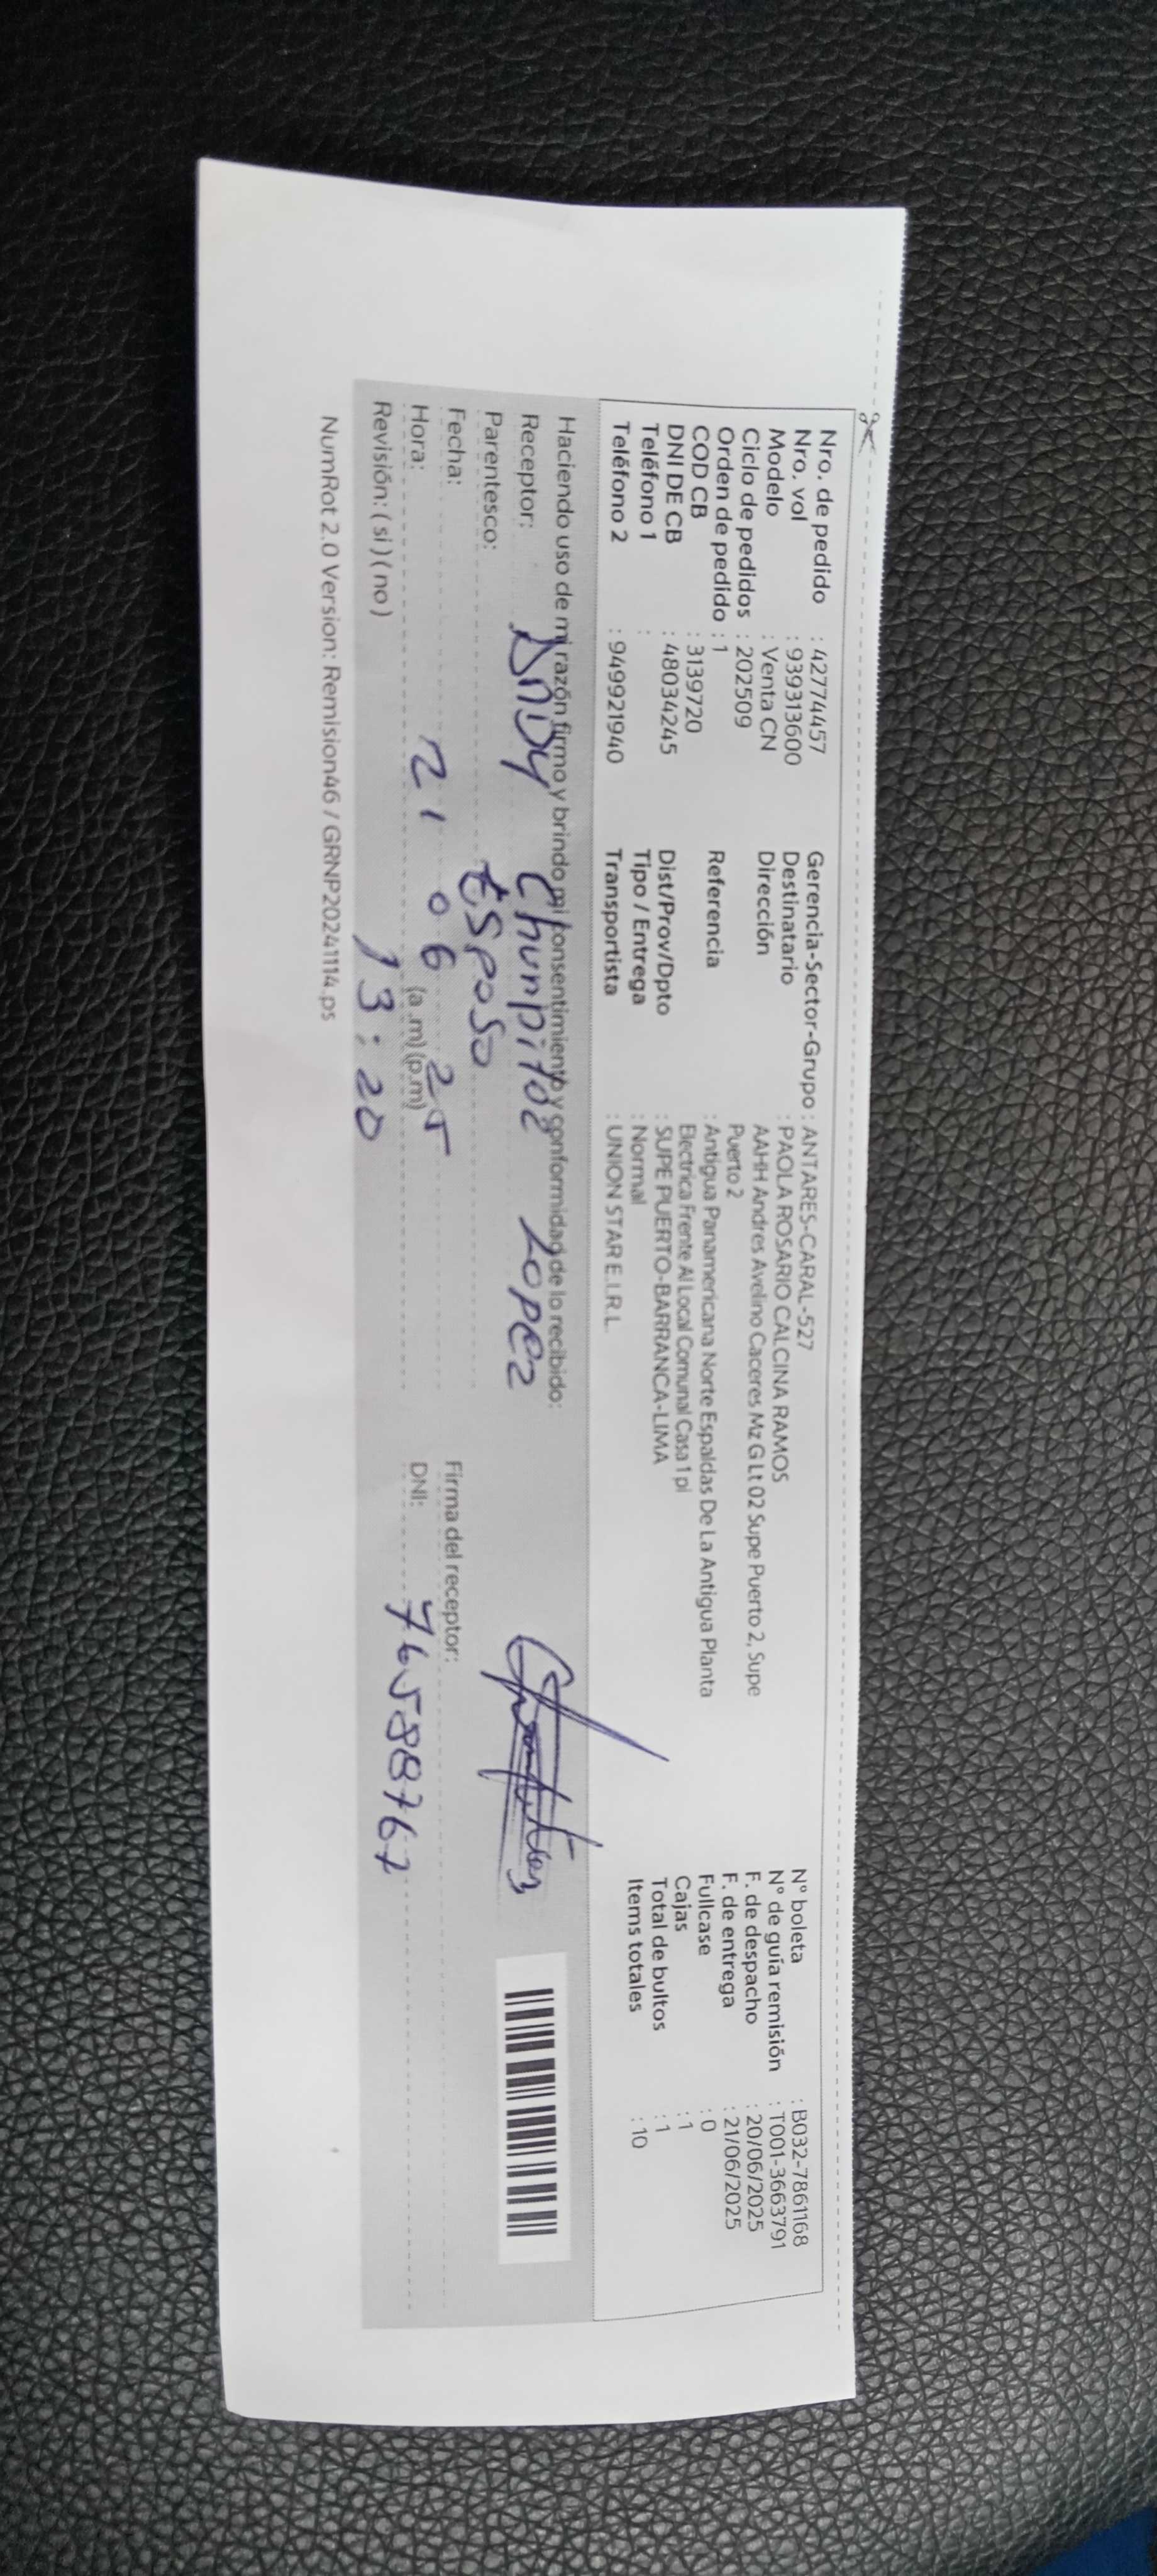 Nro. de pedido : 42774457
Nro. vol : 939313600
Modelo : Venta CN
Ciclo de pedidos : 202509
Orden de pedido : 1
COD CB : 3139720
DNI DE CB : 48034245
Teléfono 1 :
Teléfono 2 : 949921940
Gerencia-Sector-Grupo : ANTARES-CARAL-527
Destinatario : PAOLA ROSARIO CALCINA RAMOS
Dirección AAHH Andres Avelino Caceres Mz G Lt 02 Supe Puerto 2, Supe
Puerto 2
Referencia : Antigua Panamericana Norte Espaldas De La Antigua Planta
Electrica Frente Al Local Comunal Casa 1 pi
Dist/Prov/Dpto : SUPE PUERTO-BARRANCA-LIMA
Tipo / Entrega : Normal
Transportista : UNION STAR E.I.R.L.
N° boleta : B032-7861168
N° de guía remisión : T001-3663791
F. de despacho : 20/06/2025
F. de entrega : 21/06/2025
Fullcase : 0
Cajas : 1
Total de bultos : 1
Items totales : 10
Haciendo uso de mi razón firmo y brindo mi consentimiento y conformidad de lo recibido:
Receptor: Andy Chunpitaz Lopez
Parentesco: Esposo
Fecha: 21 06 25
Hora: 13:20 (a.m) (p.m)
Revisión: ( si ) ( no )
Firma del receptor:
DNI: 76588767
NumRot 2.0 Version: Remision46 / GRNP20241114.ps